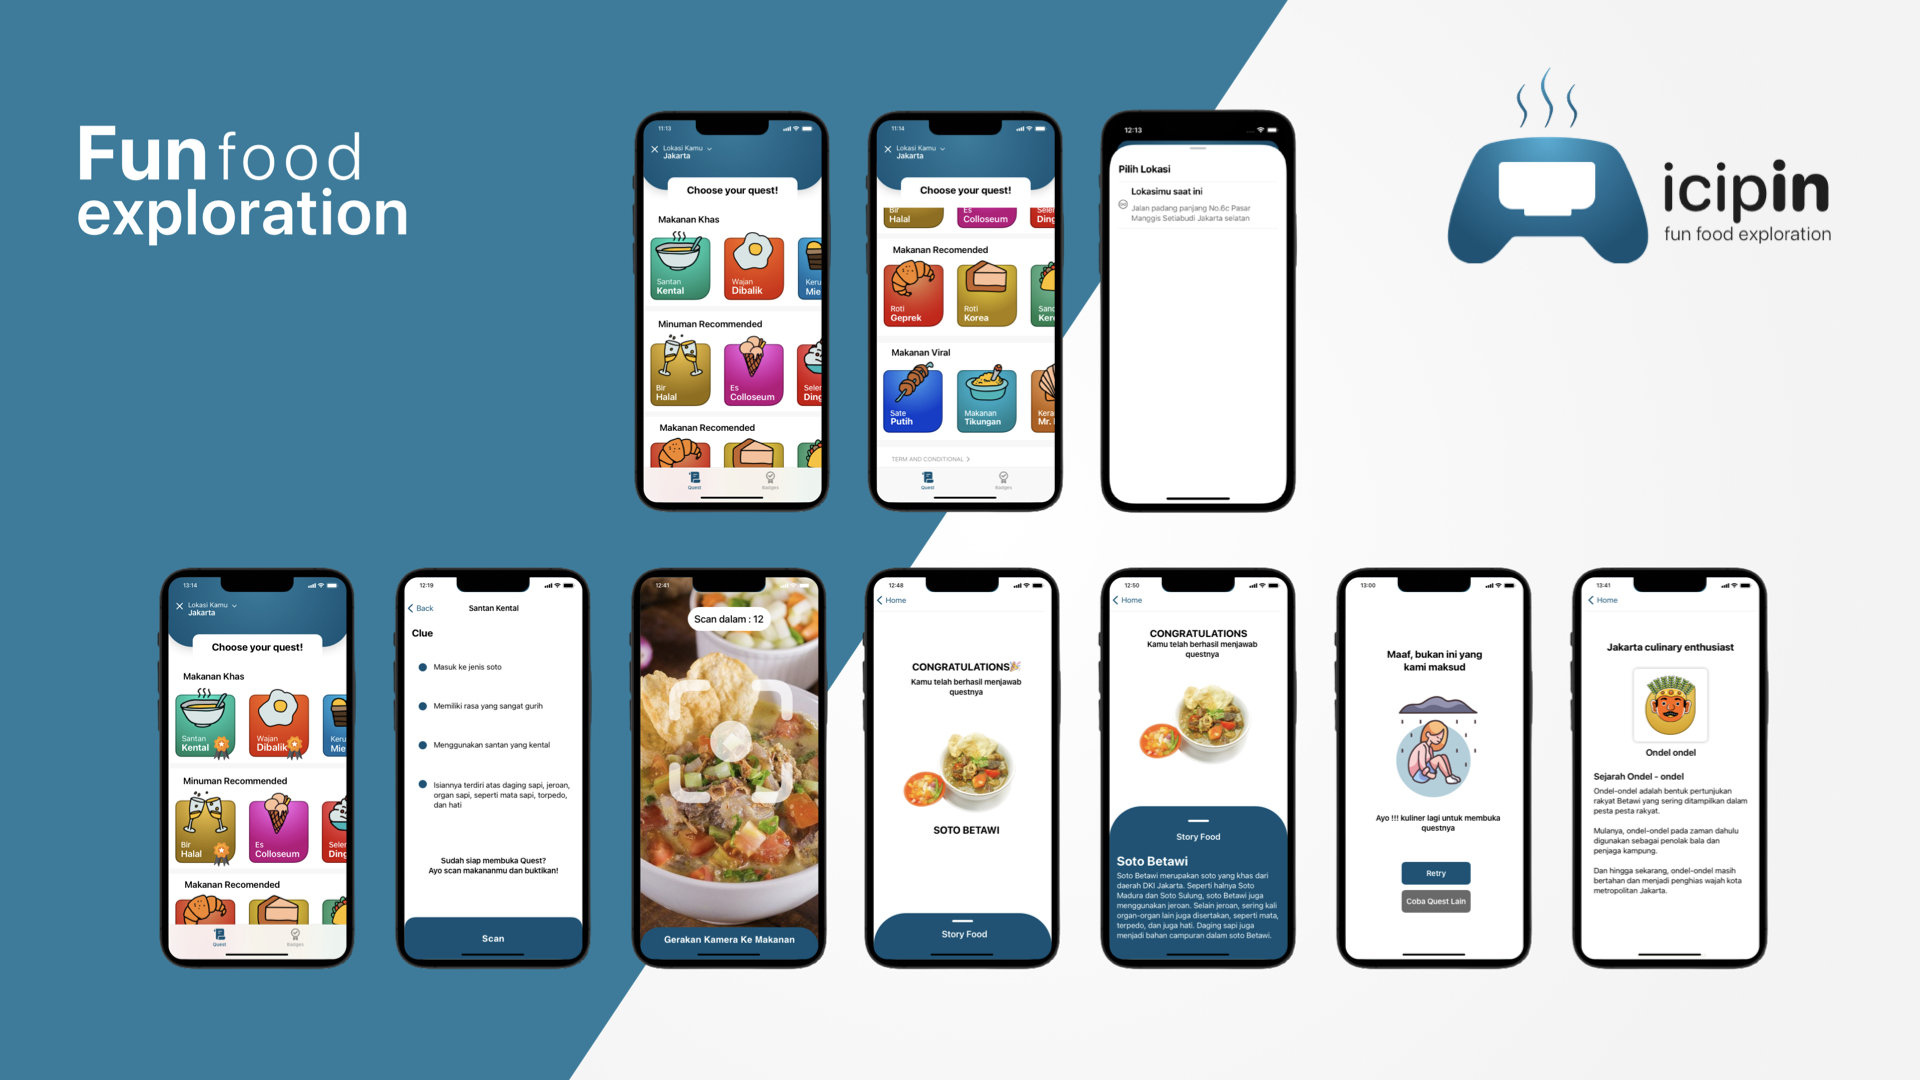 Fun food
exploration
icipin
fun food exploration
11:13
Lokasi Kamu
Jakarta
Choose your quest!
Makanan Khas
Santan
Kental
Wajan
Dibalik
Keru
Mie
Minuman Recommended
Bir
Halal
Es
Colloseum
Seler
Ding
Makanan Recomended
Quest
Badges
11:14
Lokasi Kamu
Jakarta
Choose your quest!
Bir
Halal
Es
Colloseum
Seler
Ding
Makanan Recomended
Roti
Geprek
Roti
Korea
Sand
Kere
Makanan Viral
Sate
Putih
Makanan
Tikungan
Kera
Mr.
TERM AND CONDITIONAL
Quest
Badges
12:13
Pilih Lokasi
Lokasimu saat ini
Jalan padang panjang No.6c Pasar
Manggis Setiabudi Jakarta selatan
13:14
Lokasi Kamu
Jakarta
Choose your quest!
Makanan Khas
Santan
Kental
Wajan
Dibalik
Keru
Mie
Minuman Recommended
Bir
Halal
Es
Colloseum
Seler
Ding
Makanan Recomended
Quest
Badges
12:19
Back
Santan Kental
Clue
Masuk ke jenis soto
Memiliki rasa yang sangat gurih
Menggunakan santan yang kental
Isiannya terdiri atas daging sapi, jeroan,
organ sapi, seperti mata sapi, torpedo,
dan hati
Sudah siap membuka Quest?
Ayo scan makananmu dan buktikan!
Scan
12:41
Scan dalam : 12
Gerakan Kamera Ke Makanan
12:48
Home
CONGRATULATIONS🎉
Kamu telah berhasil menjawab
questnya
SOTO BETAWI
Story Food
12:50
Home
CONGRATULATIONS
Kamu telah berhasil menjawab
questnya
Story Food
Soto Betawi
Soto Betawi merupakan soto yang khas dari
daerah DKI Jakarta. Seperti halnya Soto
Madura dan Soto Sulung, soto Betawi juga
menggunakan jeroan. Selain jeroan, sering kali
organ-organ lain juga disertakan, seperti mata,
terpedo, dan juga hati. Daging sapi juga
menjadi bahan campuran dalam soto Betawi.
13:00
Maaf, bukan ini yang
kami maksud
Ayo !!! kuliner lagi untuk membuka
questnya
Retry
Coba Quest Lain
13:41
Home
Jakarta culinary enthusiast
Ondel ondel
Sejarah Ondel - ondel
Ondel-ondel adalah bentuk pertunjukan
rakyat Betawi yang sering ditampilkan dalam
pesta pesta rakyat.
Mulanya, ondel-ondel pada zaman dahulu
digunakan sebagai penolak bala dan
penjaga kampung.
Dan hingga sekarang, ondel-ondel masih
bertahan dan menjadi penghias wajah kota
metropolitan Jakarta.